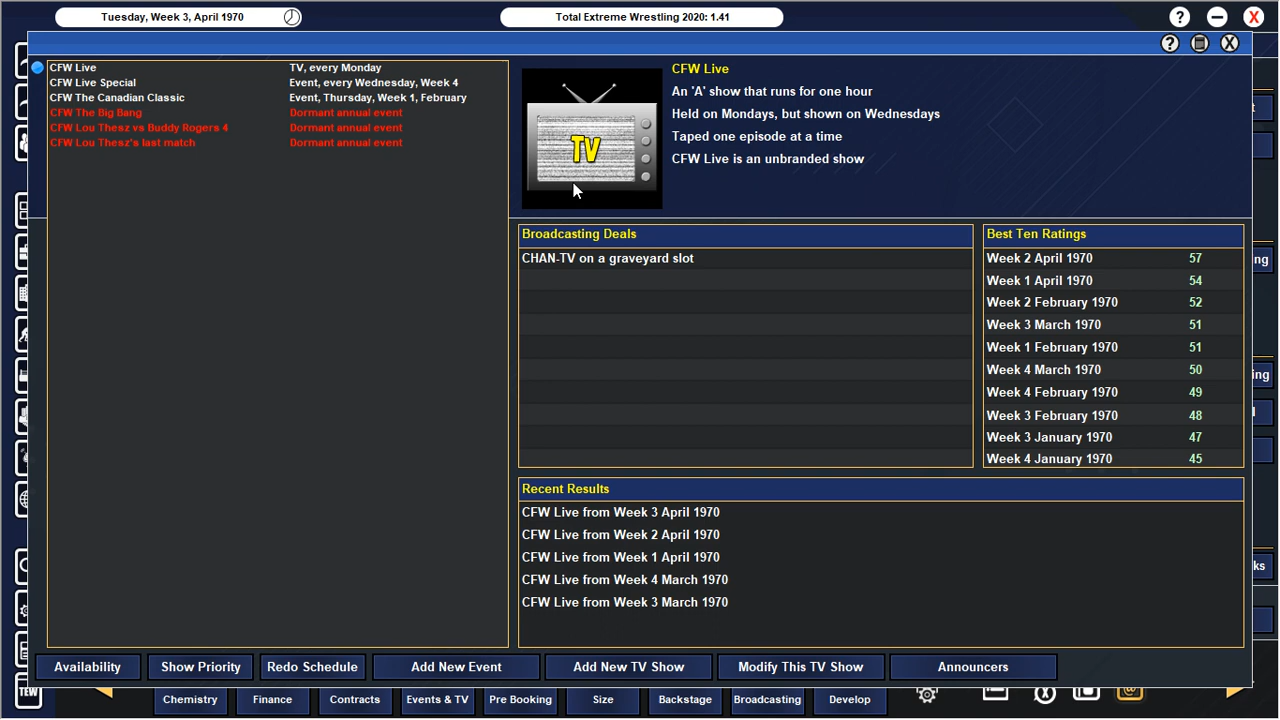 Tuesday, Week 3, April 1970
Total Extreme Wrestling 2020: 1.41
? − X
? X
CFW Live TV, every Monday
CFW Live Special Event, every Wednesday, Week 4
CFW The Canadian Classic Event, Thursday, Week 1, February
CFW The Big Bang Dormant annual event
CFW Lou Thesz vs Buddy Rogers 4 Dormant annual event
CFW Lou Thesz's last match Dormant annual event
TV
CFW Live
An 'A' show that runs for one hour
Held on Mondays, but shown on Wednesdays
Taped one episode at a time
CFW Live is an unbranded show
Broadcasting Deals
CHAN-TV on a graveyard slot
Best Ten Ratings
Week 2 April 1970 57
Week 1 April 1970 54
Week 2 February 1970 52
Week 3 March 1970 51
Week 1 February 1970 51
Week 4 March 1970 50
Week 4 February 1970 49
Week 3 February 1970 48
Week 3 January 1970 47
Week 4 January 1970 45
Recent Results
CFW Live from Week 3 April 1970
CFW Live from Week 2 April 1970
CFW Live from Week 1 April 1970
CFW Live from Week 4 March 1970
CFW Live from Week 3 March 1970
Availability Show Priority Redo Schedule Add New Event Add New TV Show Modify This TV Show Announcers
TEW Chemistry Finance Contracts Events & TV Pre Booking Size Backstage Broadcasting Develop